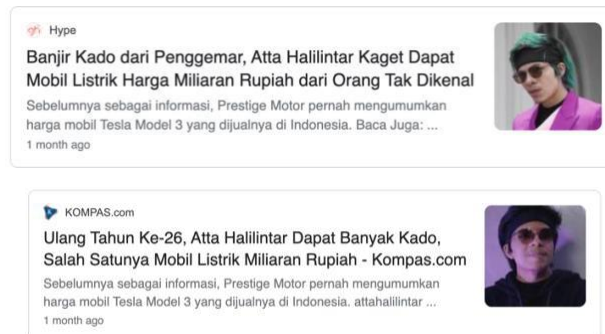 Hype
Banjir Kado dari Penggemar, Atta Halilintar Kaget Dapat
Mobil Listrik Harga Miliaran Rupiah dari Orang Tak Dikenal
Sebelumnya sebagai informasi, Prestige Motor pernah mengumumkan
harga mobil Tesla Model 3 yang dijualnya di Indonesia. Baca Juga: ...
1 month ago
KOMPAS.com
Ulang Tahun Ke-26, Atta Halilintar Dapat Banyak Kado,
Salah Satunya Mobil Listrik Miliaran Rupiah - Kompas.com
Sebelumnya sebagai informasi, Prestige Motor pernah mengumumkan
harga mobil Tesla Model 3 yang dijualnya di Indonesia. attahalilintar ...
1 month ago